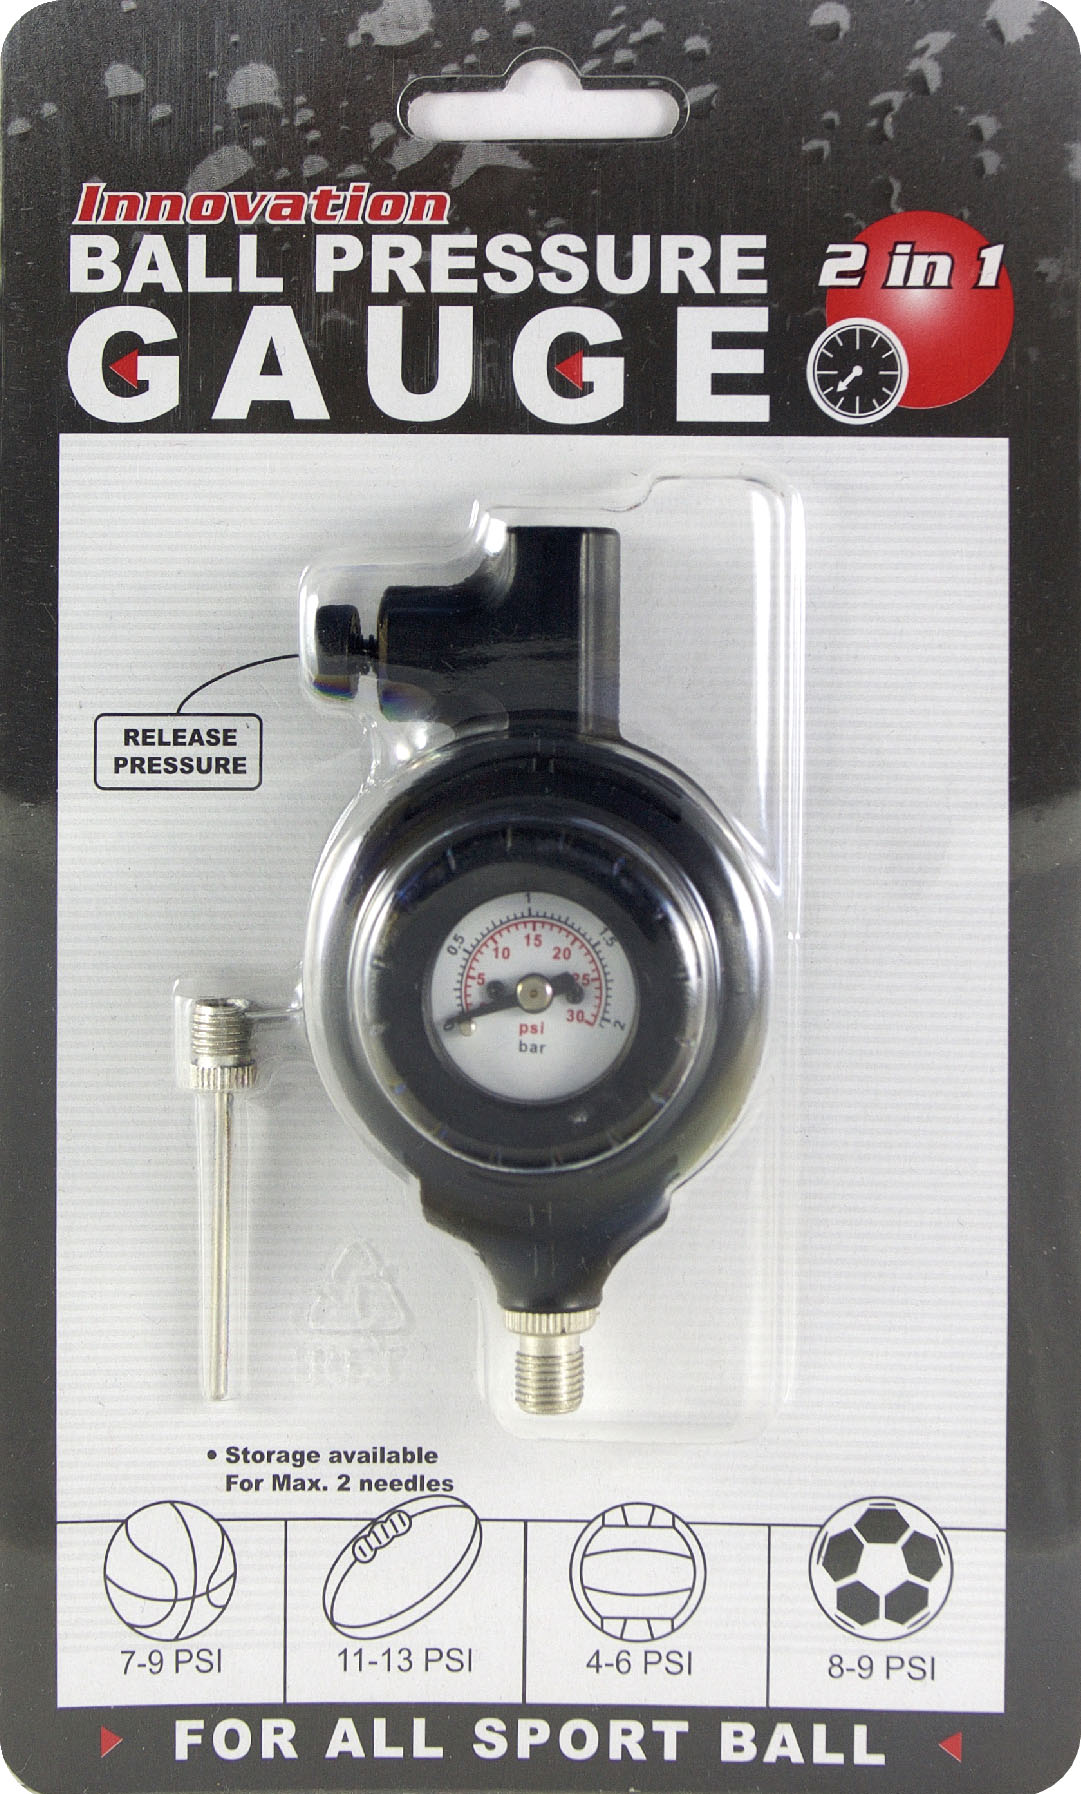 Innovation
BALL PRESSURE
GAUGE
2 in 1
RELEASE
PRESSURE
0 0.5 1 1.5 2
5 10 15 20 25 30
psi
bar
• Storage available
For Max. 2 needles
7-9 PSI
11-13 PSI
4-6 PSI
8-9 PSI
FOR ALL SPORT BALL